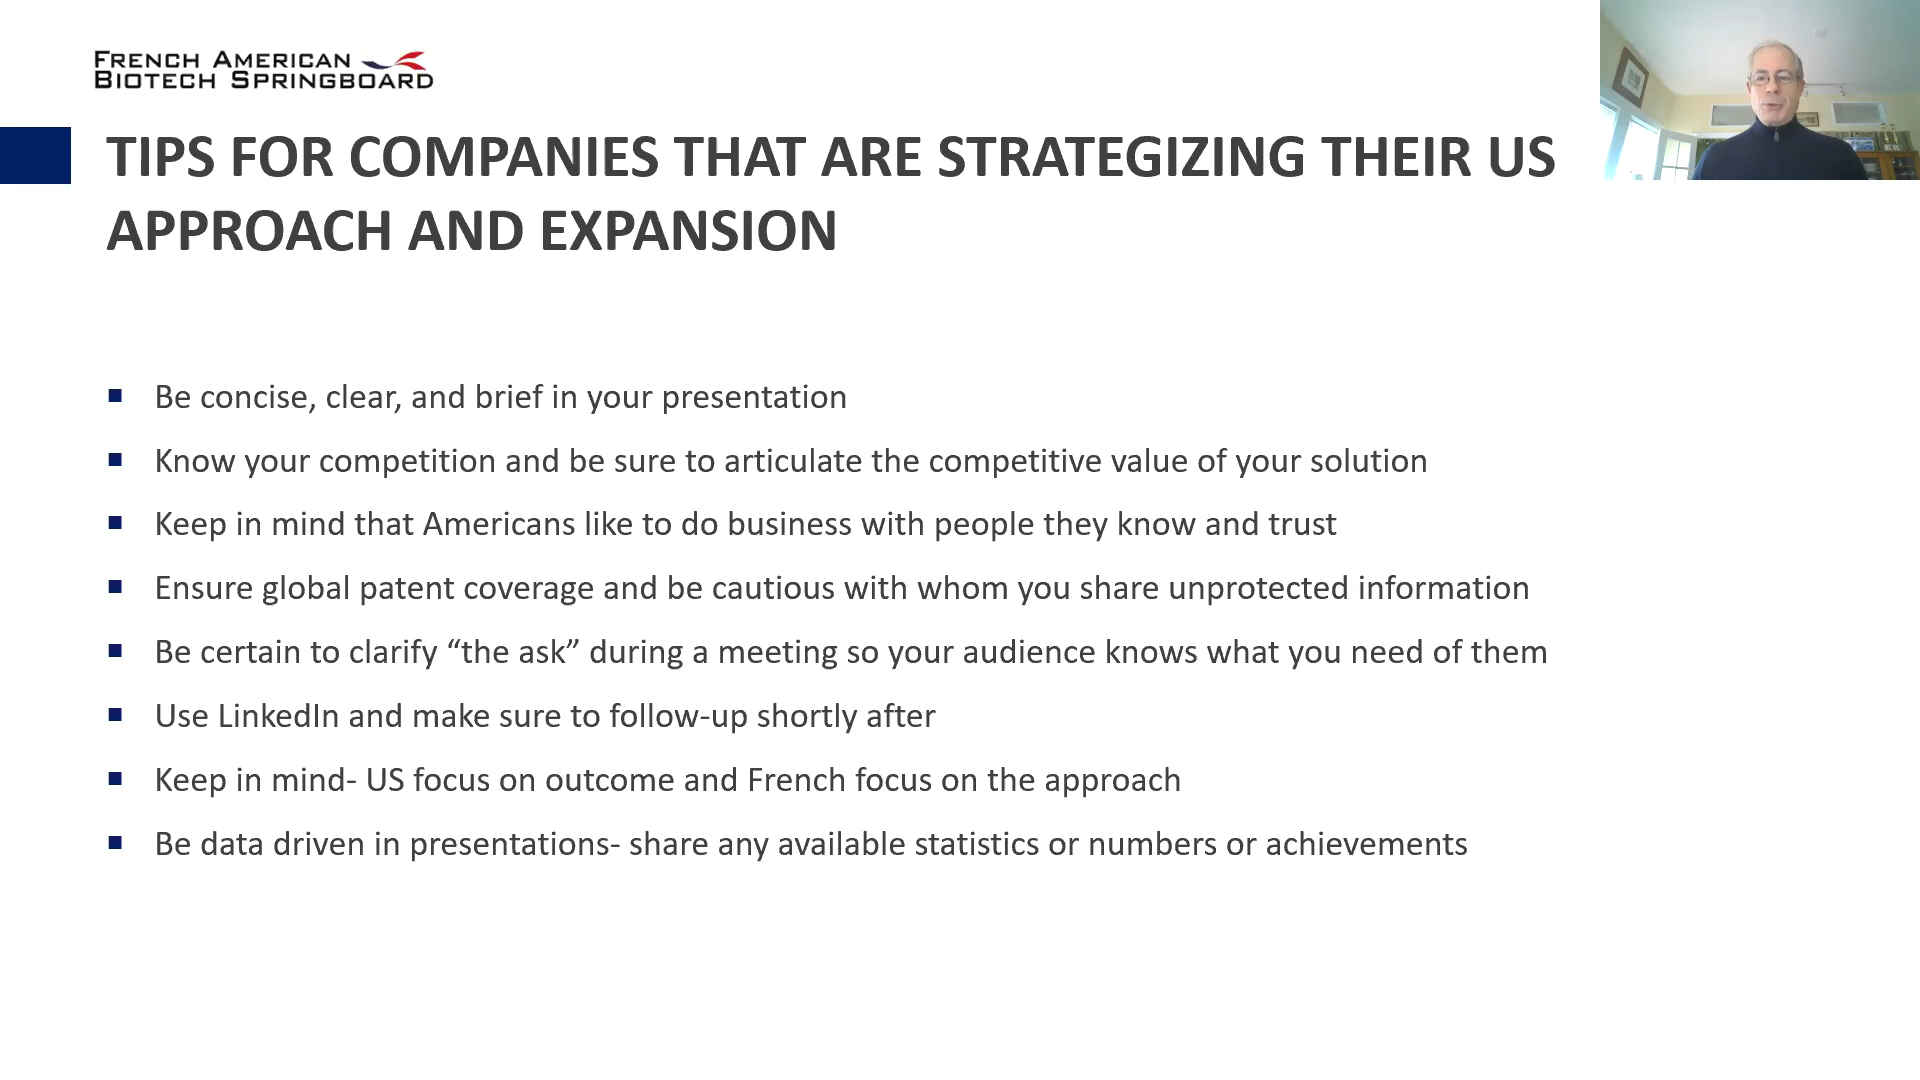 FRENCH AMERICAN
BIOTECH SPRINGBOARD
TIPS FOR COMPANIES THAT ARE STRATEGIZING THEIR US
APPROACH AND EXPANSION
Be concise, clear, and brief in your presentation
Know your competition and be sure to articulate the competitive value of your solution
Keep in mind that Americans like to do business with people they know and trust
Ensure global patent coverage and be cautious with whom you share unprotected information
Be certain to clarify “the ask” during a meeting so your audience knows what you need of them
Use LinkedIn and make sure to follow-up shortly after
Keep in mind- US focus on outcome and French focus on the approach
Be data driven in presentations- share any available statistics or numbers or achievements